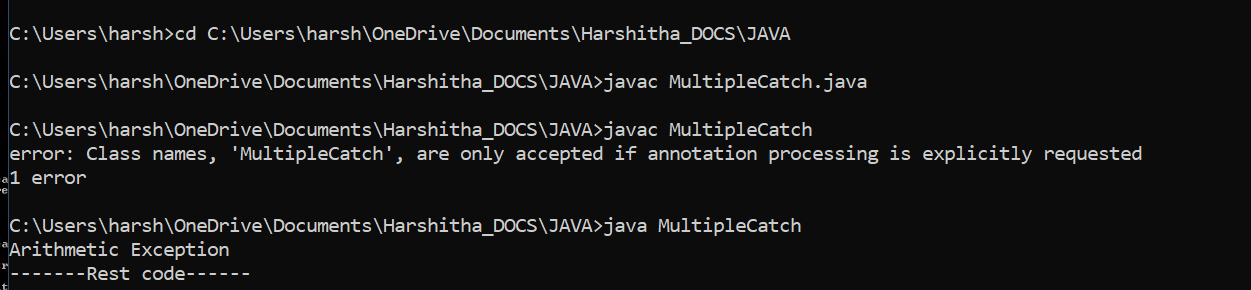 C:\Users\harsh>cd C:\Users\harsh\OneDrive\Documents\Harshitha_DOCS\JAVA
C:\Users\harsh\OneDrive\Documents\Harshitha_DOCS\JAVA>javac MultipleCatch.java
C:\Users\harsh\OneDrive\Documents\Harshitha_DOCS\JAVA>javac MultipleCatch
error: Class names, 'MultipleCatch', are only accepted if annotation processing is explicitly requested
1 error
C:\Users\harsh\OneDrive\Documents\Harshitha_DOCS\JAVA>java MultipleCatch
Arithmetic Exception
-------Rest code------